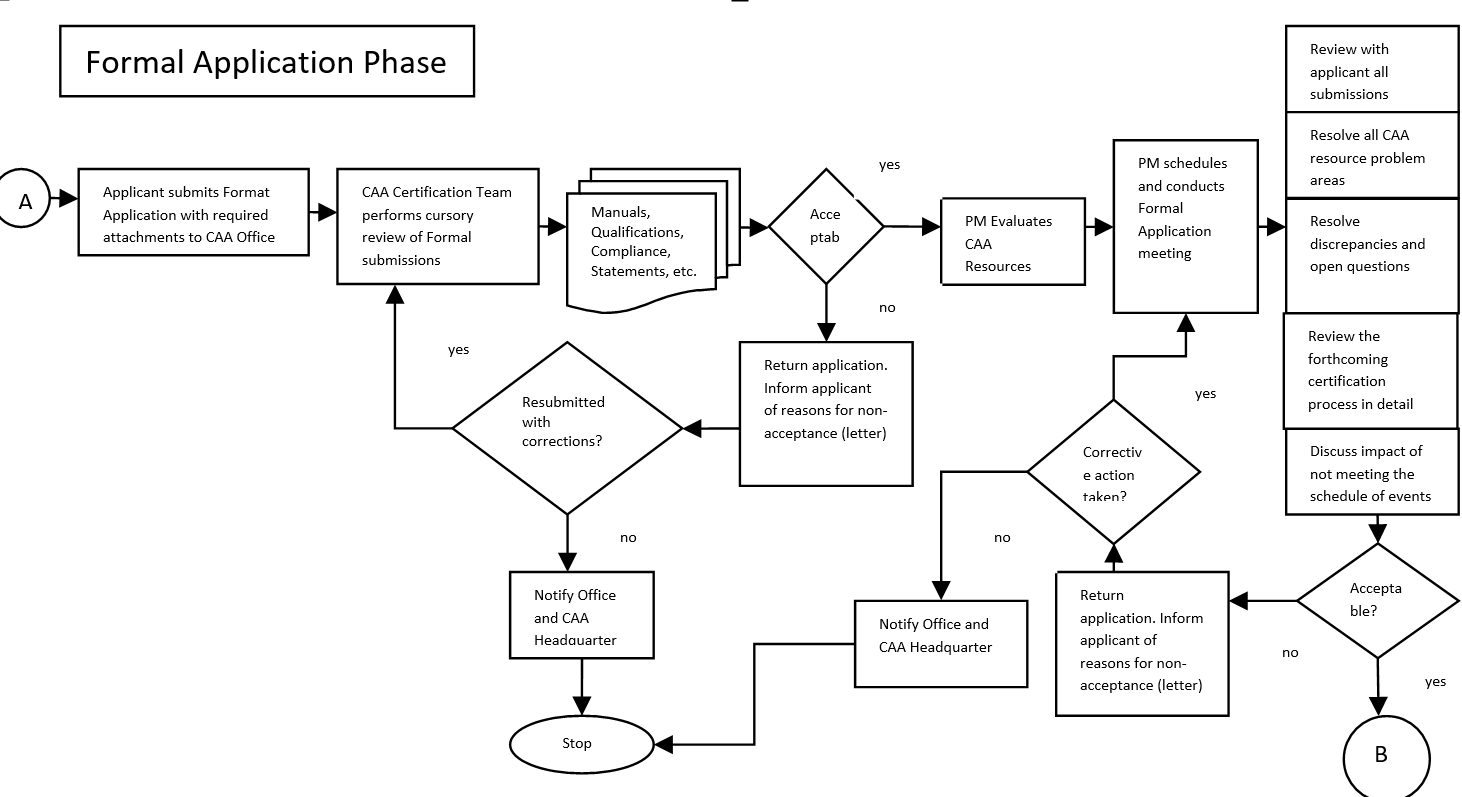 Formal Application Phase
A
Applicant submits Format
Application with required
attachments to CAA Office
CAA Certification Team
performs cursory
review of Formal
submissions
Manuals,
Qualifications,
Compliance,
Statements, etc.
Acce
ptab
yes
no
PM Evaluates
CAA
Resources
PM schedules
and conducts
Formal
Application
meeting
Review with
applicant all
submissions
Resolve all CAA
resource problem
areas
Resolve
discrepancies and
open questions
Review the
forthcoming
certification
process in detail
Discuss impact of
not meeting the
schedule of events
Return application.
Inform applicant
of reasons for non-
acceptance (letter)
yes
Resubmitted
with
corrections?
no
Notify Office
and CAA
Headquarter
Stop
yes
Correctiv
e action
taken?
no
Notify Office and
CAA Headquarter
Return
application. Inform
applicant of
reasons for non-
acceptance (letter)
Accepta
ble?
no
yes
B